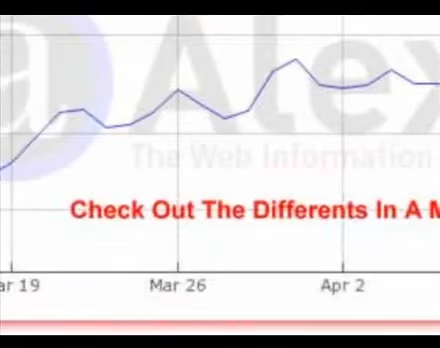 Alex
The Web Information
Check Out The Differents In A M
ar 19 Mar 26 Apr 2